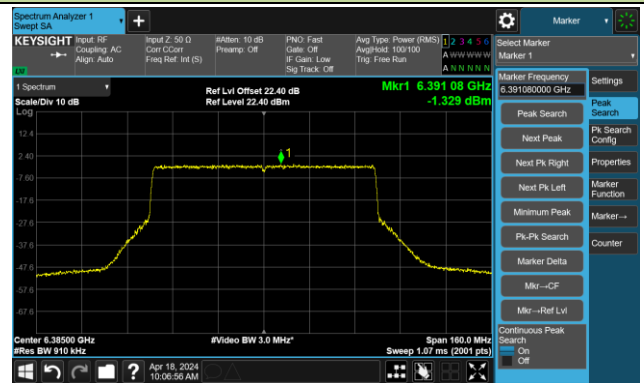 Spectrum Analyzer 1
Swept SA
Marker
KEYSIGHT
Input: RF
Coupling: AC
Align: Auto
Input Z: 50 Ω
Corr CCorr
Freq Ref: Int (S)
#Atten: 10 dB
Preamp: Off
PNO: Fast
Gate: Off
IF Gain: Low
Sig Track: Off
Avg Type: Power (RMS)
Avg|Hold: 100/100
Trig: Free Run
1 2 3 4 5 6
A W W W W W
A N N N N N
LXI
1 Spectrum
Scale/Div 10 dB
Ref Lvl Offset 22.40 dB
Ref Level 22.40 dBm
Mkr1 6.391 08 GHz
-1.329 dBm
Log
12.4
2.40
-7.60
-17.6
-27.6
-37.6
-47.6
-57.6
-67.6
1
Center 6.38500 GHz
#Res BW 910 kHz
#Video BW 3.0 MHz*
Span 160.0 MHz
Sweep 1.07 ms (2001 pts)
Select Marker
Marker 1
Marker Frequency
6.391080000 GHz
Peak Search
Next Peak
Next Pk Right
Next Pk Left
Minimum Peak
Pk-Pk Search
Marker Delta
Mkr→CF
Mkr→Ref Lvl
Continuous Peak
Search
On
Off
Settings
Peak
Search
Pk Search
Config
Properties
Marker
Function
Marker→
Counter
Apr 18, 2024
10:06:56 AM